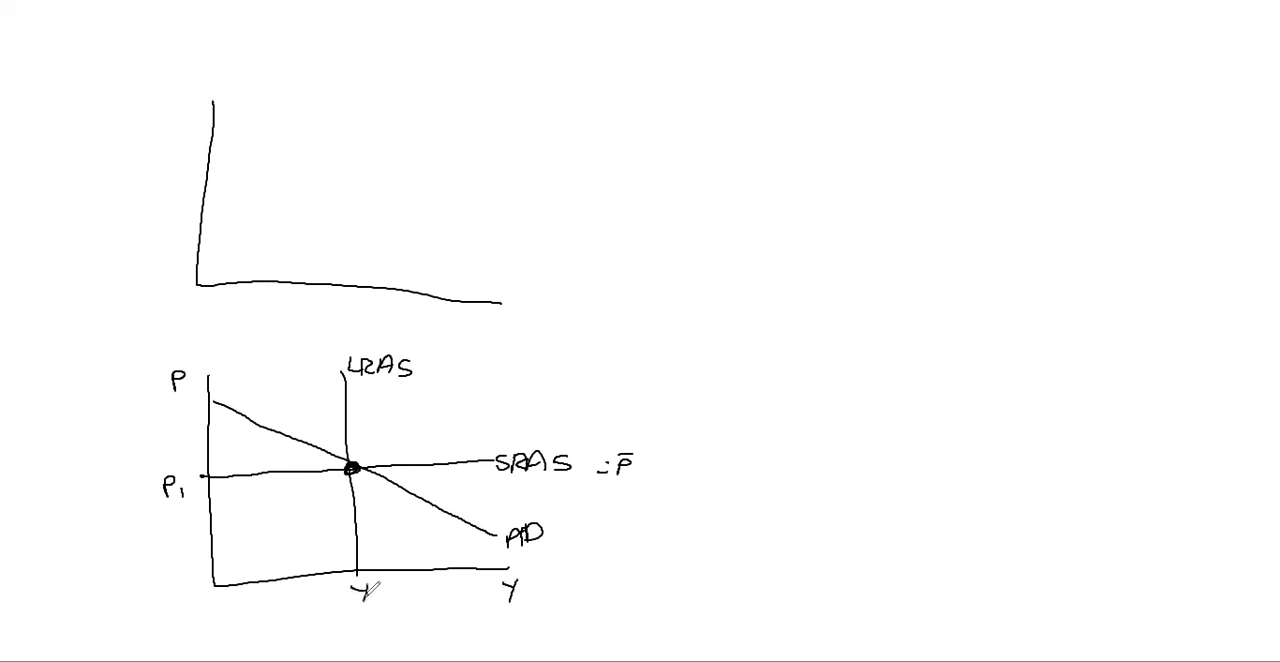 P
LRAS
SRAS = P̄
P₁
AD
Y
Y